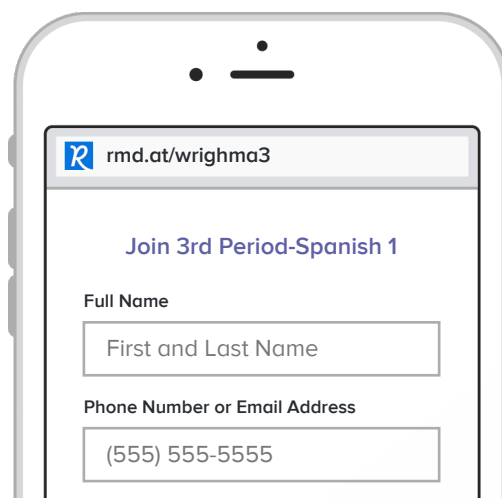 R rmd.at/wrighma3
Join 3rd Period-Spanish 1
Full Name
First and Last Name
Phone Number or Email Address
(555) 555-5555